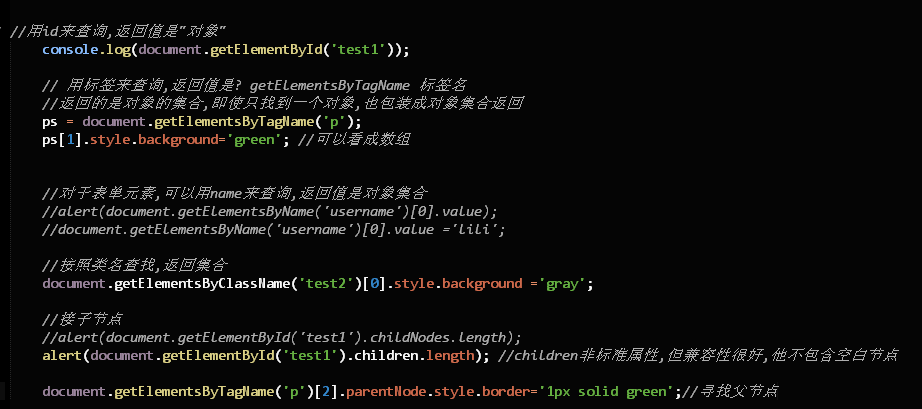 //用id来查询,返回值是"对象"
console.log(document.getElementById('test1'));
// 用标签来查询,返回值是? getElementsByTagName 标签名
//返回的是对象的集合,即使只找到一个对象,也包装成对象集合返回
ps = document.getElementsByTagName('p');
ps[1].style.background='green'; //可以看成数组
//对于表单元素,可以用name来查询,返回值是对象集合
//alert(document.getElementsByName('username')[0].value);
//document.getElementsByName('username')[0].value ='lili';
//按照类名查找,返回集合
document.getElementsByClassName('test2')[0].style.background ='gray';
//接子节点
//alert(document.getElementById('test1').childNodes.length);
alert(document.getElementById('test1').children.length); //children非标准属性,但兼容性很好,他不包含空白节点
document.getElementsByTagName('p')[2].parentNode.style.border='1px solid green';//寻找父节点